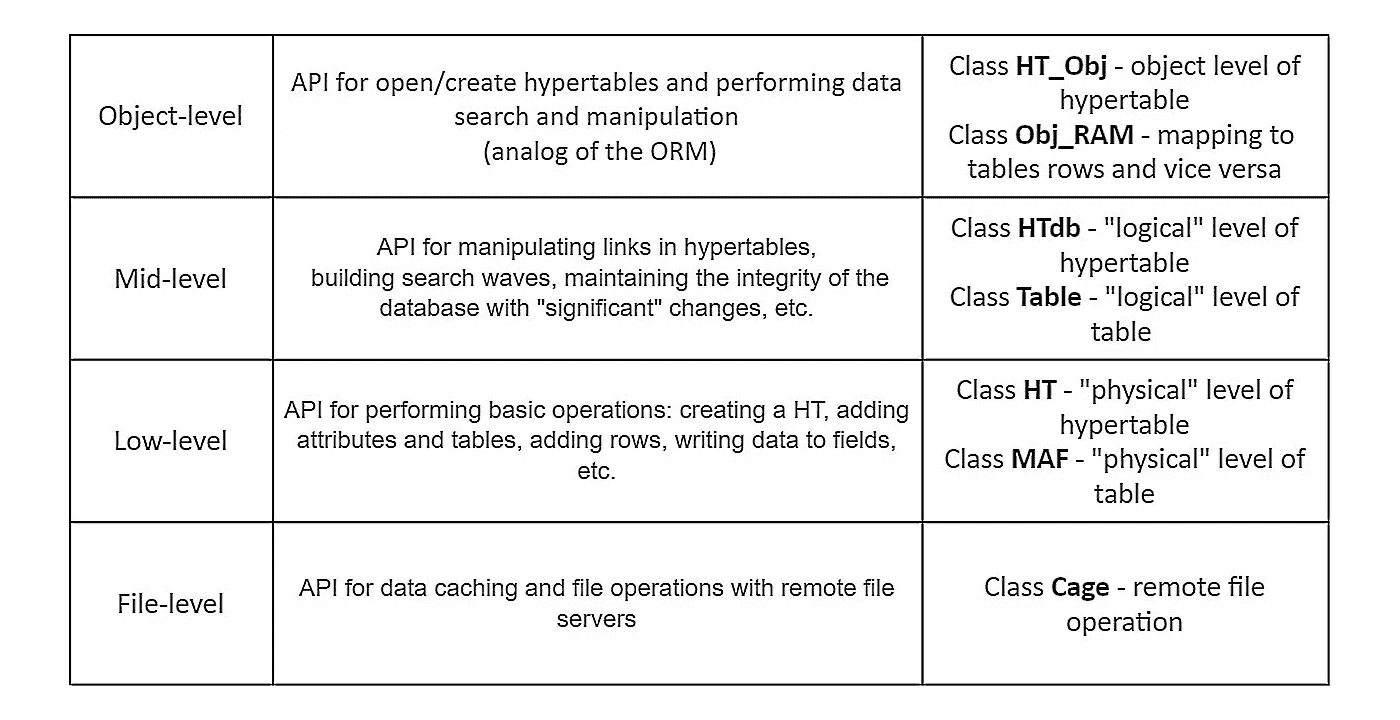 Object-level
API for open/create hypertables and performing data
search and manipulation
(analog of the ORM)
Class HT_Obj - object level of
hypertable
Class Obj_RAM - mapping to
tables rows and vice versa
Mid-level
API for manipulating links in hypertables,
building search waves, maintaining the integrity of the
database with "significant" changes, etc.
Class HTdb - "logical" level of
hypertable
Class Table - "logical" level of
table
Low-level
API for performing basic operations: creating a HT, adding
attributes and tables, adding rows, writing data to fields,
etc.
Class HT - "physical" level of
hypertable
Class MAF - "physical" level of
table
File-level
API for data caching and file operations with remote file
servers
Class Cage - remote file
operation